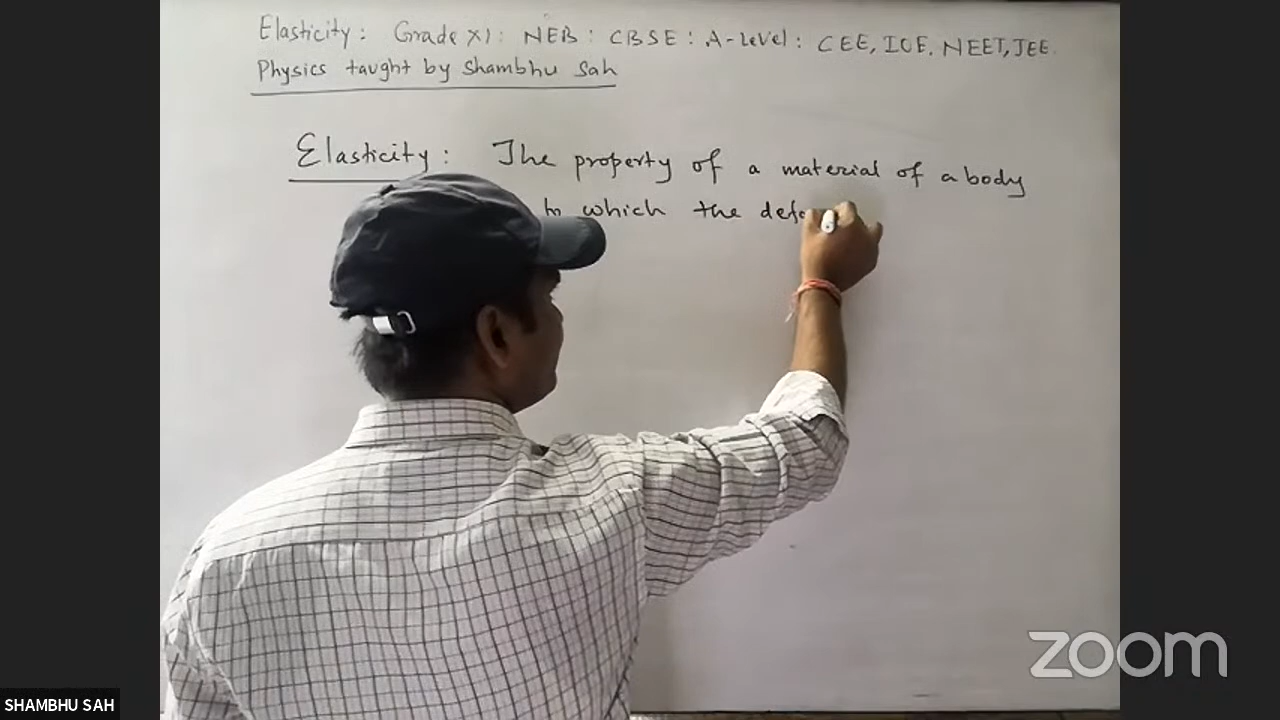 Elasticity: Grade XI: NEB: CBSE: A-Level: CEE, IOE, NEET, JEE
Physics taught by Shambhu Sah
Elasticity: The property of a material of a body
which the defo
zoom
SHAMBHU SAH